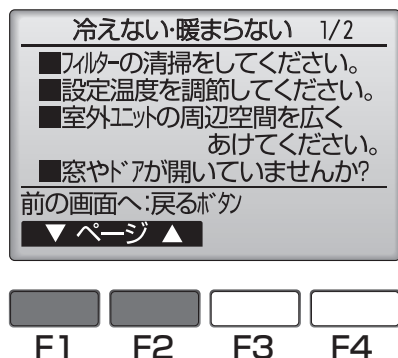 冷えない・暖まらない 1/2
■フィルターの清掃をしてください。
■設定温度を調節してください。
■室外ユニットの周辺空間を広く
あけてください。
■窓やドアが開いていませんか?
前の画面へ:戻るボタン
▼ ページ ▲
F1 F2 F3 F4